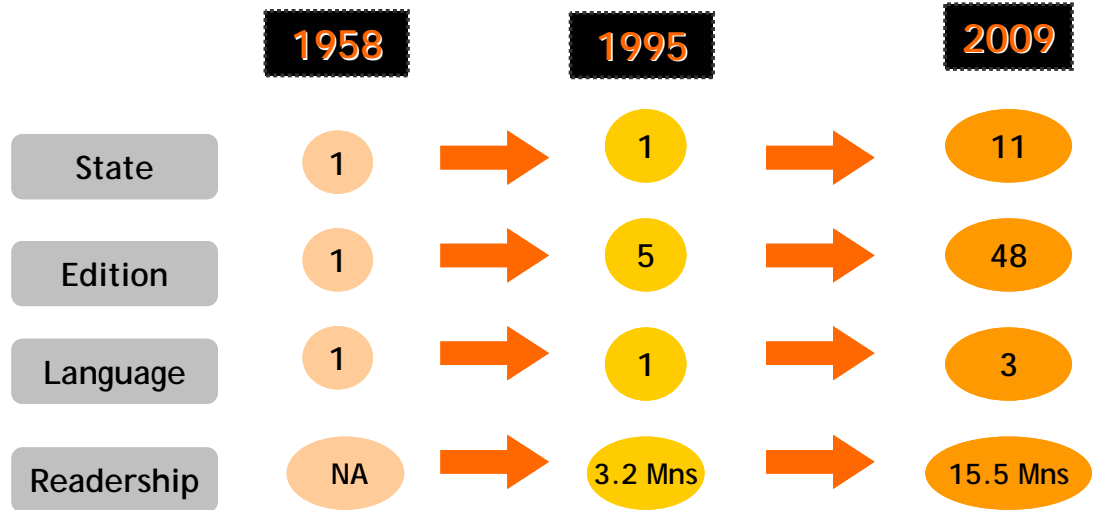 1958 1995 2009
State 1 1 11
Edition 1 5 48
Language 1 1 3
Readership NA 3.2 Mns 15.5 Mns